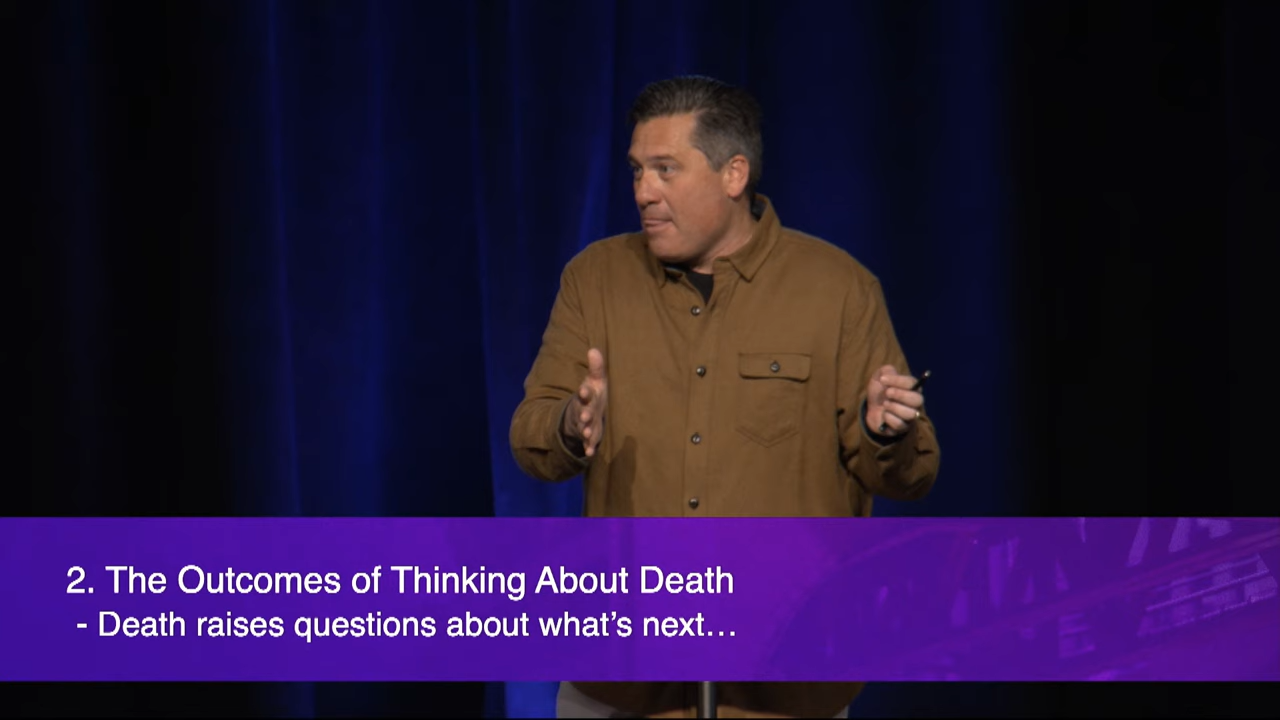 2. The Outcomes of Thinking About Death
- Death raises questions about what’s next…